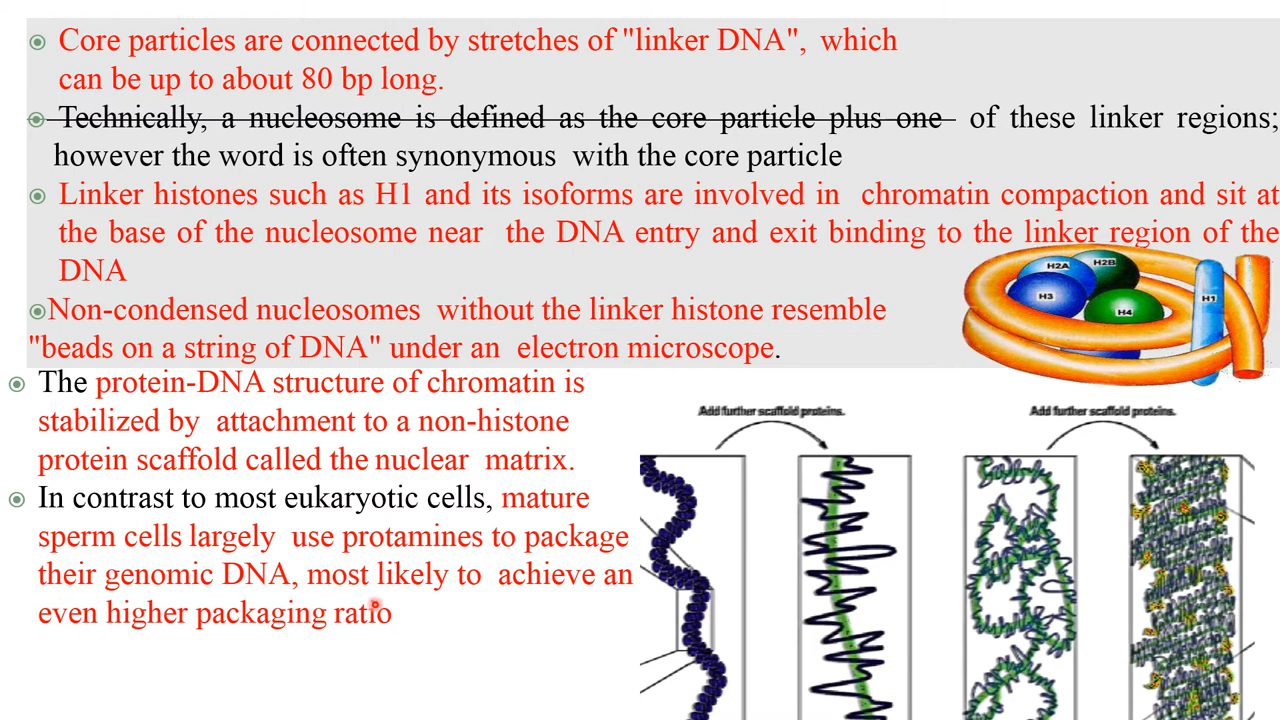 Core particles are connected by stretches of "linker DNA", which
can be up to about 80 bp long.
Technically, a nucleosome is defined as the core particle plus one of these linker regions;
however the word is often synonymous with the core particle
Linker histones such as H1 and its isoforms are involved in chromatin compaction and sit at
the base of the nucleosome near the DNA entry and exit binding to the linker region of the
DNA
Non-condensed nucleosomes without the linker histone resemble
"beads on a string of DNA" under an electron microscope.
H2A
H2B
H3
H4
H1
The protein-DNA structure of chromatin is
stabilized by attachment to a non-histone
protein scaffold called the nuclear matrix.
In contrast to most eukaryotic cells, mature
sperm cells largely use protamines to package
their genomic DNA, most likely to achieve an
even higher packaging ratio
Add further scaffold proteins.
Add further scaffold proteins.